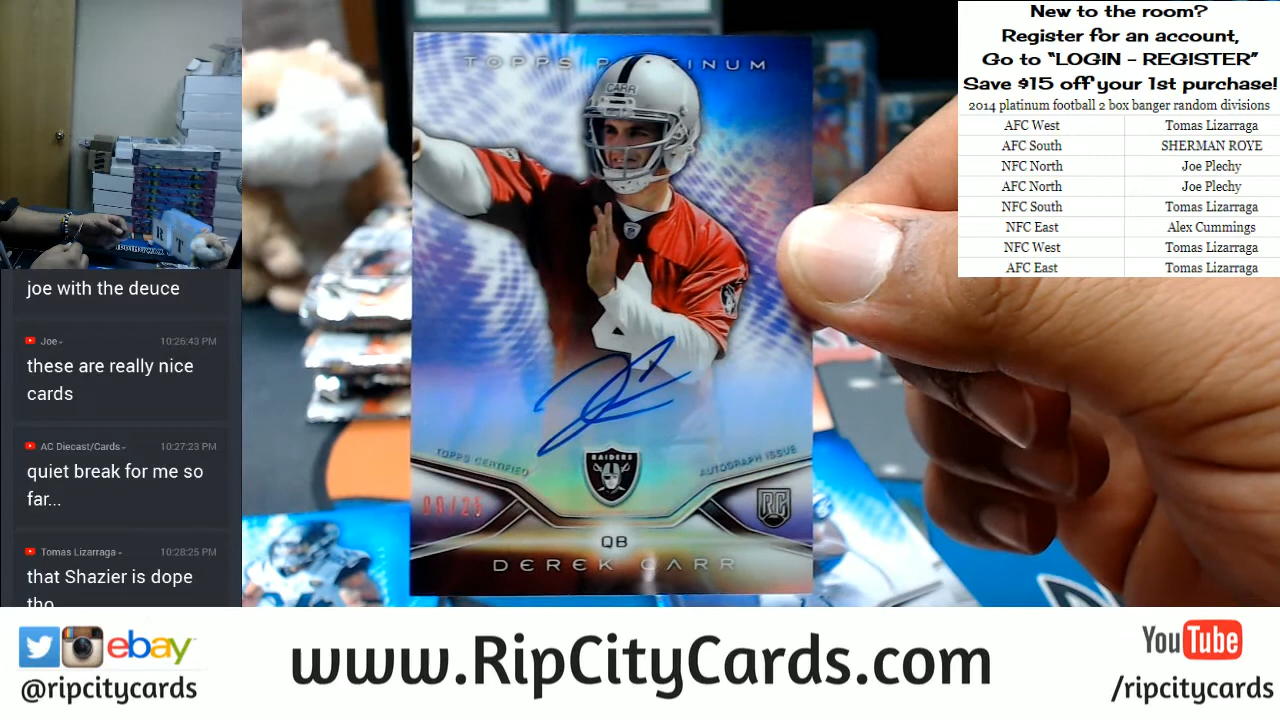 New to the room?
Register for an account,
Go to "LOGIN - REGISTER"
Save $15 off your 1st purchase!
2014 platinum football 2 box banger random divisions
AFC West Tomas Lizarraga
AFC South SHERMAN ROYE
NFC North Joe Plechy
AFC North Joe Plechy
NFC South Tomas Lizarraga
NFC East Alex Cummings
NFC West Tomas Lizarraga
AFC East Tomas Lizarraga
TOPPS PLATINUM
CARR
TOPPS CERTIFIED
AUTOGRAPH ISSUE
RAIDERS
RC
QB
DEREK CARR
joe with the deuce
Joe 10:26:43 PM
these are really nice
cards
AC Diecast/Cards 10:27:23 PM
quiet break for me so
far...
Tomas Lizarraga 10:28:25 PM
that Shazier is dope
tho
ebay
@ripcitycards
www.RipCityCards.com
YouTube
/ripcitycards